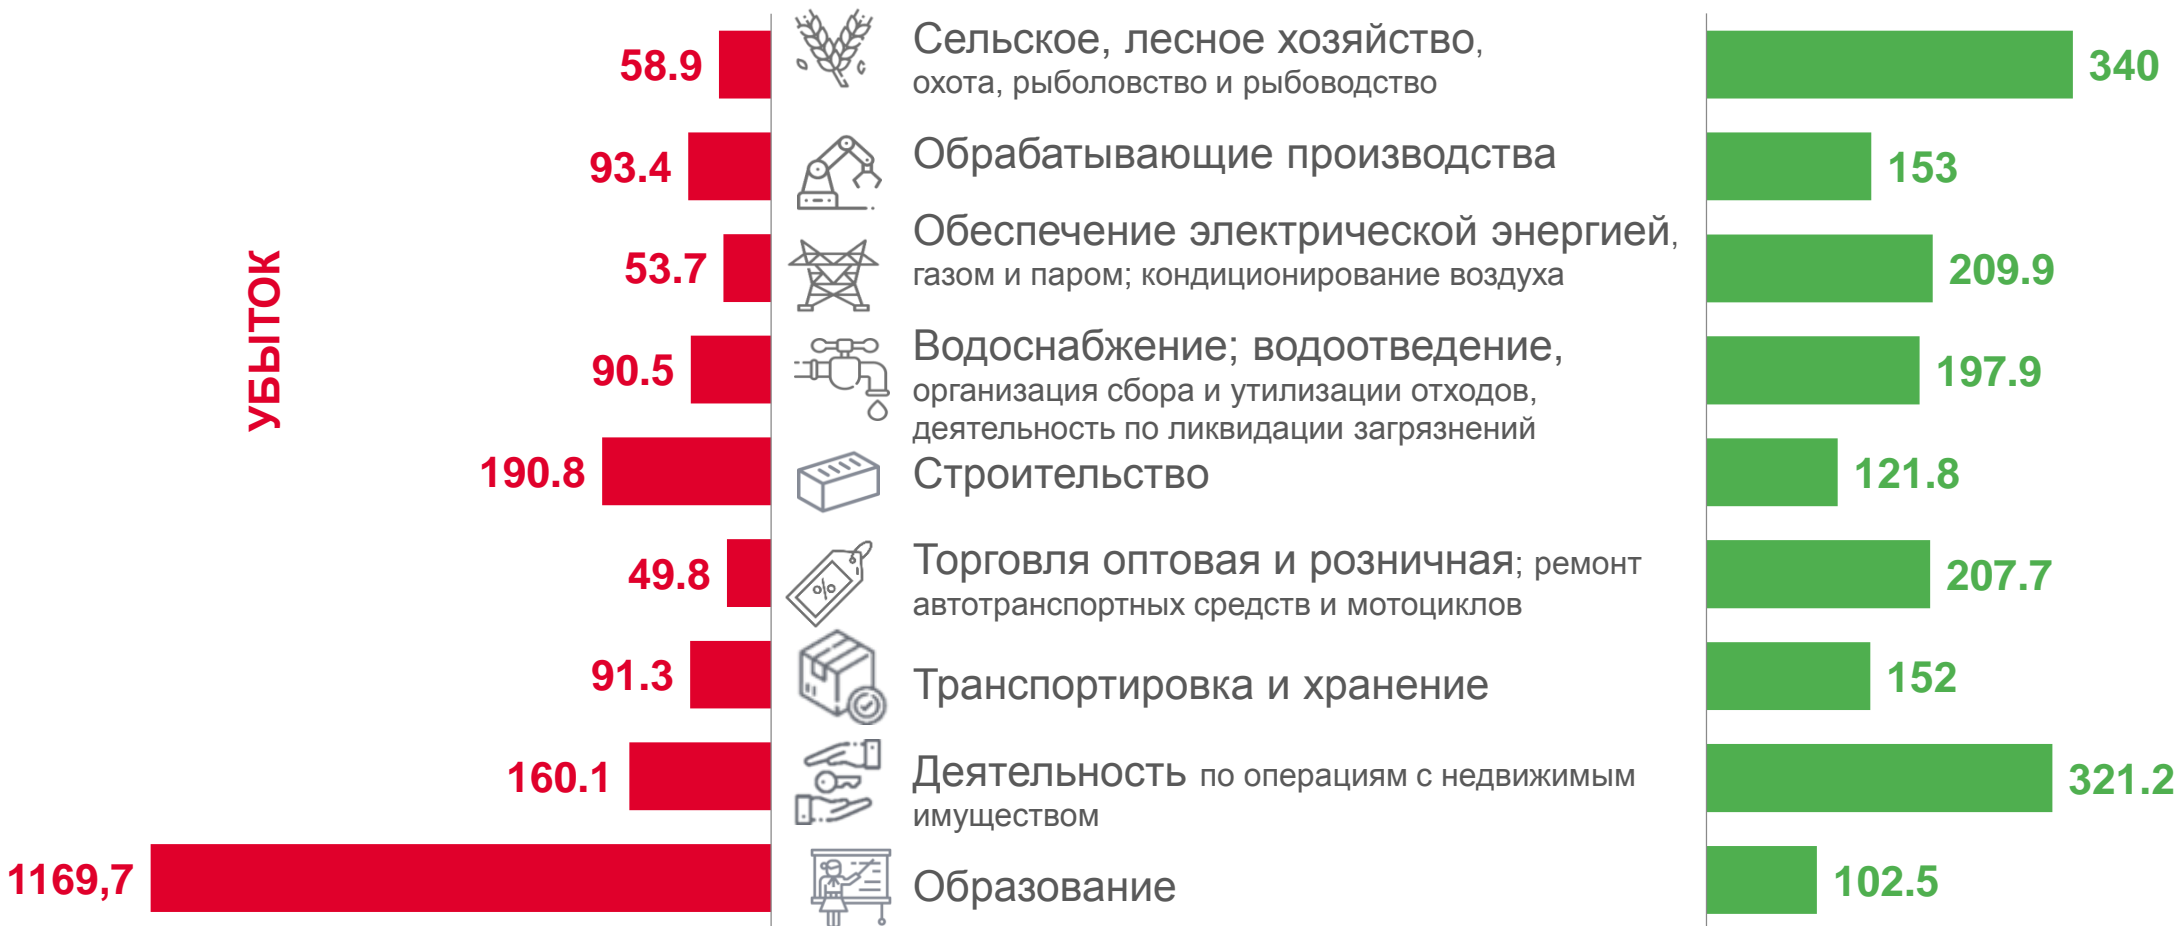 УБЫТОК
58.9
Сельское, лесное хозяйство,
охота, рыболовство и рыбоводство
340
93.4
Обрабатывающие производства
153
53.7
Обеспечение электрической энергией,
газом и паром; кондиционирование воздуха
209.9
90.5
Водоснабжение; водоотведение,
организация сбора и утилизации отходов,
деятельность по ликвидации загрязнений
197.9
190.8
Строительство
121.8
49.8
%
Торговля оптовая и розничная; ремонт
автотранспортных средств и мотоциклов
207.7
91.3
Транспортировка и хранение
152
160.1
Деятельность по операциям с недвижимым
имуществом
321.2
1169,7
Образование
102.5